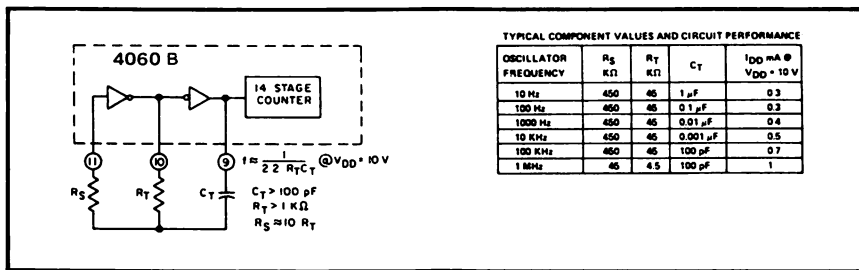 4060 B
14 STAGE
COUNTER
11
10
9
f ≈ 1 / 2 2 RTCT @VDD = 10 V
RS
RT
CT
CT > 100 pF
RT > 1 KΩ
RS ≈ 10 RT
TYPICAL COMPONENT VALUES AND CIRCUIT PERFORMANCE
OSCILLATOR FREQUENCY RS KΩ RT KΩ CT IDD mA @ VDD = 10 V
10 Hz 450 45 1 μF 0 3
100 Hz 450 45 0 1 μF 0 3
1000 Hz 450 45 0.01 μF 0 4
10 KHz 450 45 0.001 μF 0.5
100 KHz 450 45 100 pF 0 7
1 MHz 45 4.5 100 pF 1